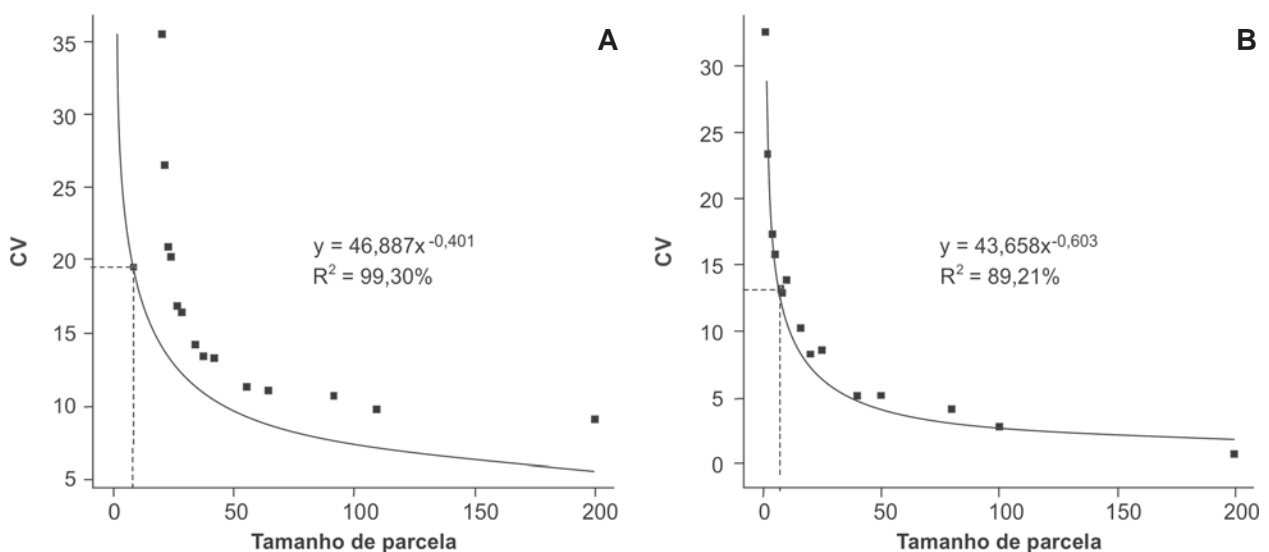 A
35
30
25
20
15
10
5
CV
y = 46,887x^-0,401
R² = 99,30%
0 50 100 150 200
Tamanho de parcela
B
30
25
20
15
10
5
0
CV
y = 43,658x^-0,603
R² = 89,21%
0 50 100 150 200
Tamanho de parcela